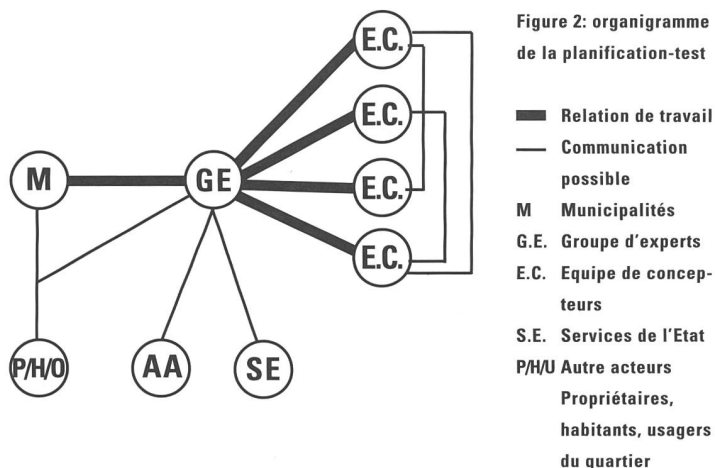 E.C.
E.C.
M
GE
E.C.
E.C.
P/H/O
AA
SE
Figure 2: organigramme
de la planification-test
Relation de travail
Communication
possible
M Municipalités
G.E. Groupe d'experts
E.C. Equipe de concep-
teurs
S.E. Services de l'Etat
P/H/U Autre acteurs
Propriétaires,
habitants, usagers
du quartier